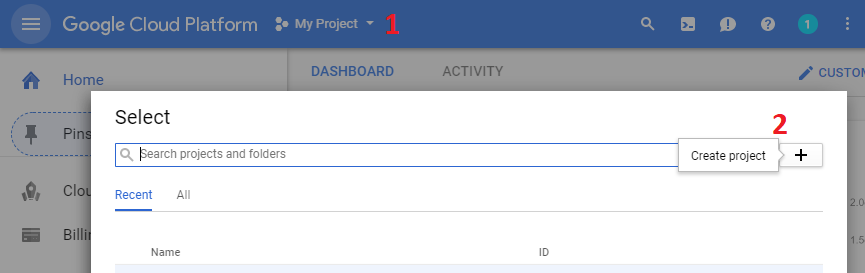 Google Cloud Platform My Project 1 1
Home DASHBOARD ACTIVITY CUSTOM
Pins
Select
2
Search projects and folders Create project
Clou
Recent All
2.0
Billin
1.5
Name ID